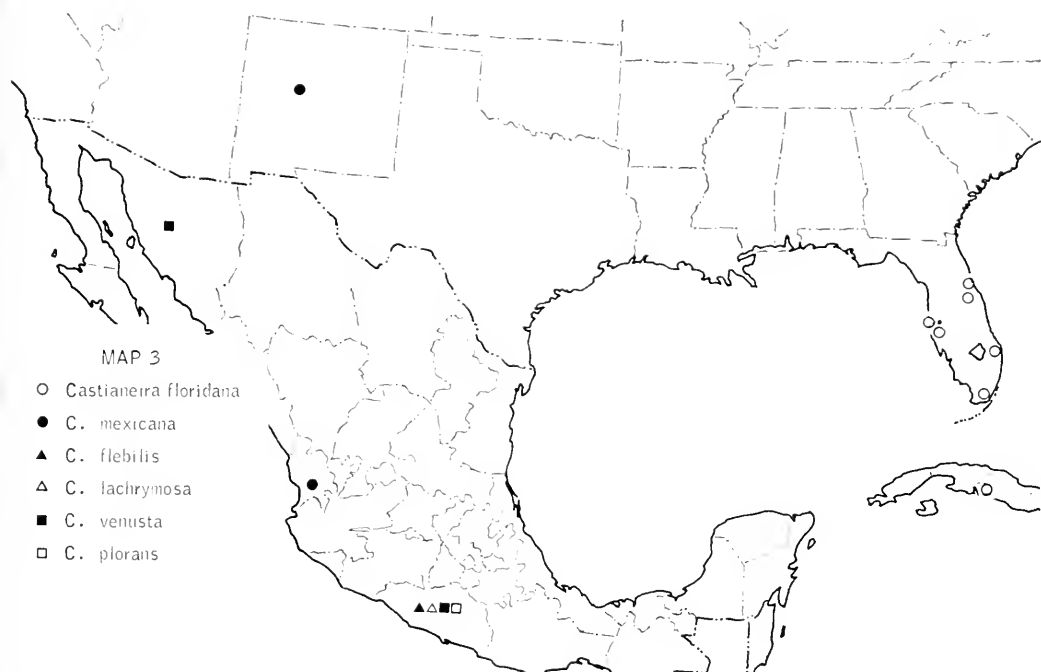 MAP 3
○ Castianeira floridana
● C. mexicana
▲ C. flebilis
△ C. lachrymosa
■ C. venusta
□ C. plorans